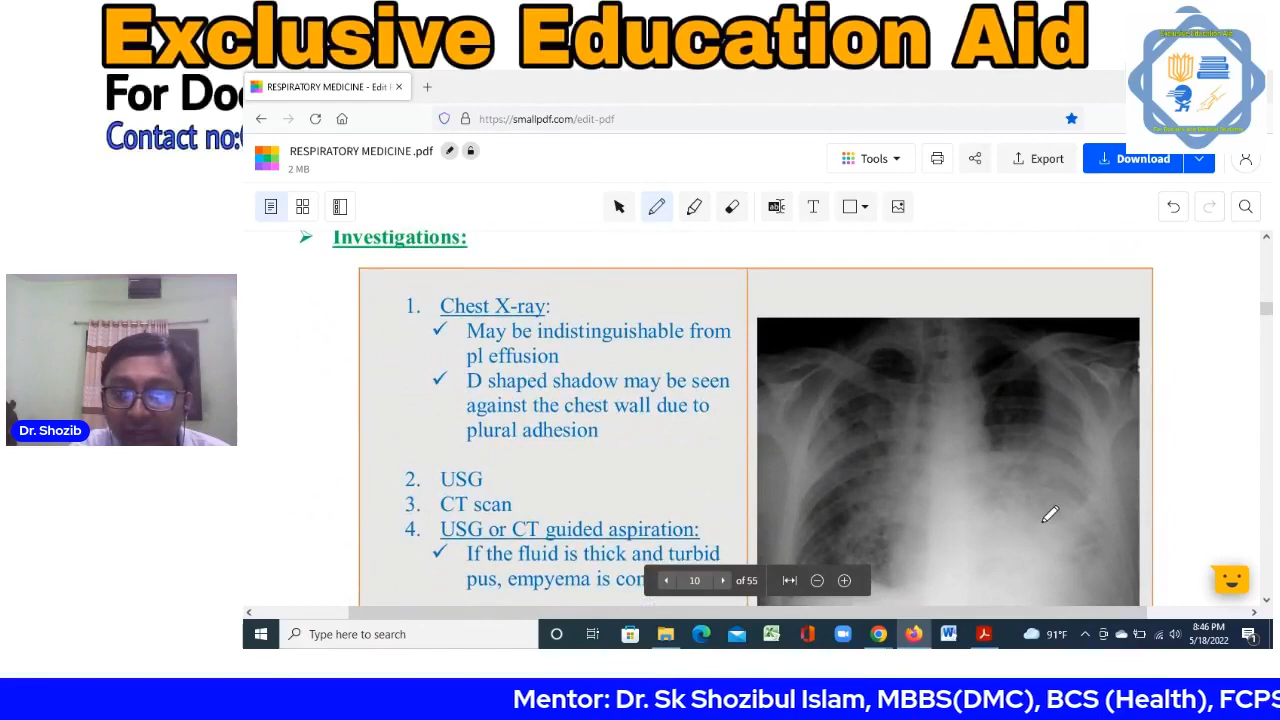 Exclusive Education Aid
For Doc
Contact no:
Exclusive Education Aid
RESPIRATORY MEDICINE - Edit
https://smallpdf.com/edit-pdf
RESPIRATORY MEDICINE .pdf
2 MB
Tools
Export
Download
T
Investigations:
1. Chest X-ray:
✓ May be indistinguishable from
pl effusion
✓ D shaped shadow may be seen
against the chest wall due to
plural adhesion
2. USG
3. CT scan
4. USG or CT guided aspiration:
✓ If the fluid is thick and turbid
pus, empyema is con
10 of 55
Dr. Shozib
Type here to search
91°F
8:46 PM
5/18/2022
Mentor: Dr. Sk Shozibul Islam, MBBS(DMC), BCS (Health), FCPS